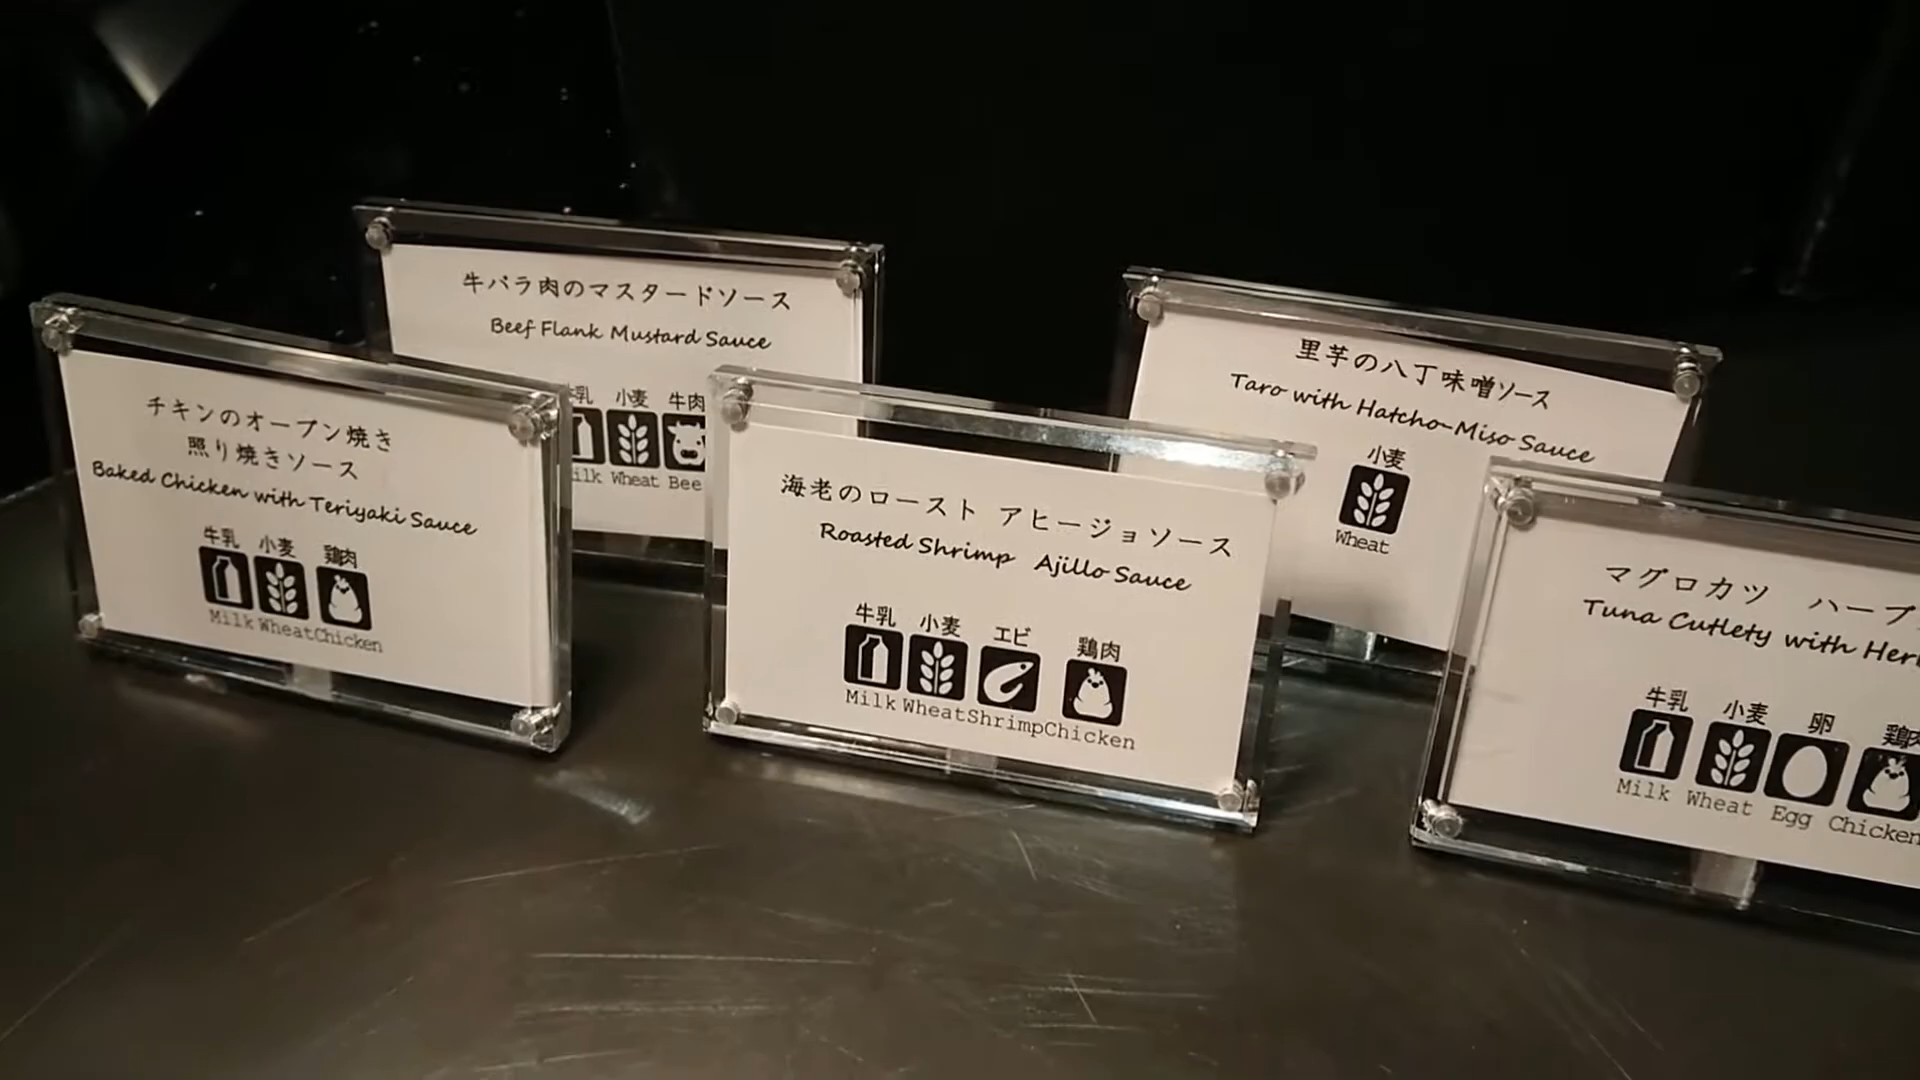 牛バラ肉のマスタードソース
Beef Flank Mustard Sauce
小麦 牛肉
Wheat
チキンのオーブン焼き
照り焼きソース
Baked Chicken with Teriyaki Sauce
牛乳 小麦 鶏肉
Milk Wheat Chicken
海老のロースト アヒージョソース
Roasted Shrimp Ajillo Sauce
牛乳 小麦 エビ 鶏肉
Milk Wheat Shrimp Chicken
里芋の八丁味噌ソース
Taro with Hatcho-Miso Sauce
小麦
Wheat
マグロカツ
Tuna Cutlety with
牛乳 小麦 卵 鶏肉
Milk Wheat Egg Chicken